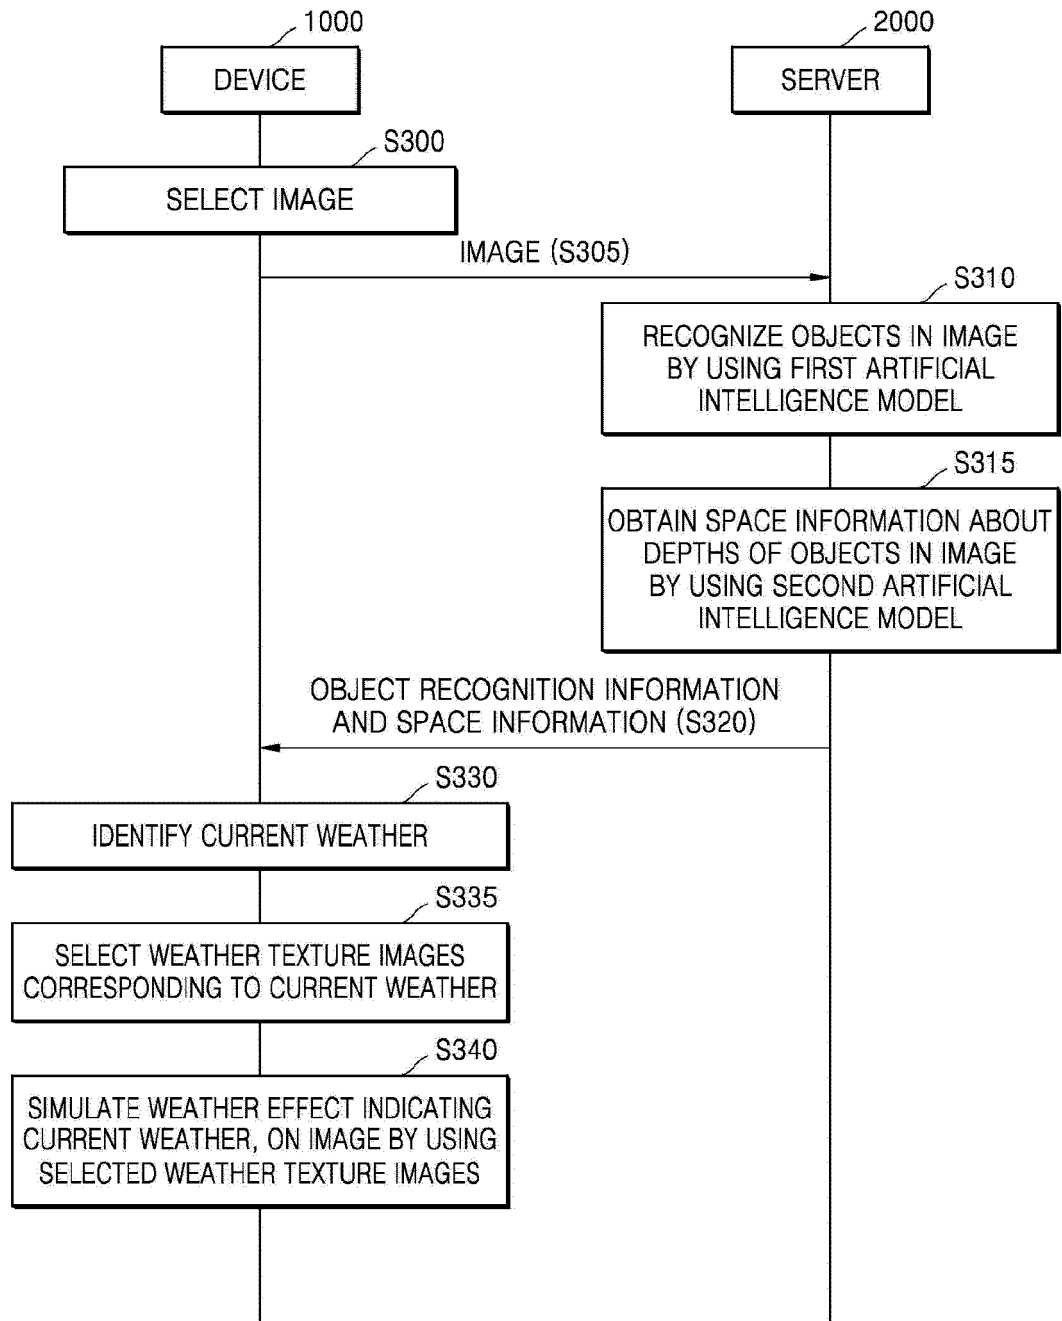 1000
2000
DEVICE
SERVER
S300
SELECT IMAGE
IMAGE (S305)
S310
RECOGNIZE OBJECTS IN IMAGE
BY USING FIRST ARTIFICIAL
INTELLIGENCE MODEL
S315
OBTAIN SPACE INFORMATION ABOUT
DEPTHS OF OBJECTS IN IMAGE
BY USING SECOND ARTIFICIAL
INTELLIGENCE MODEL
OBJECT RECOGNITION INFORMATION
AND SPACE INFORMATION (S320)
S330
IDENTIFY CURRENT WEATHER
S335
SELECT WEATHER TEXTURE IMAGES
CORRESPONDING TO CURRENT WEATHER
S340
SIMULATE WEATHER EFFECT INDICATING
CURRENT WEATHER, ON IMAGE BY USING
SELECTED WEATHER TEXTURE IMAGES